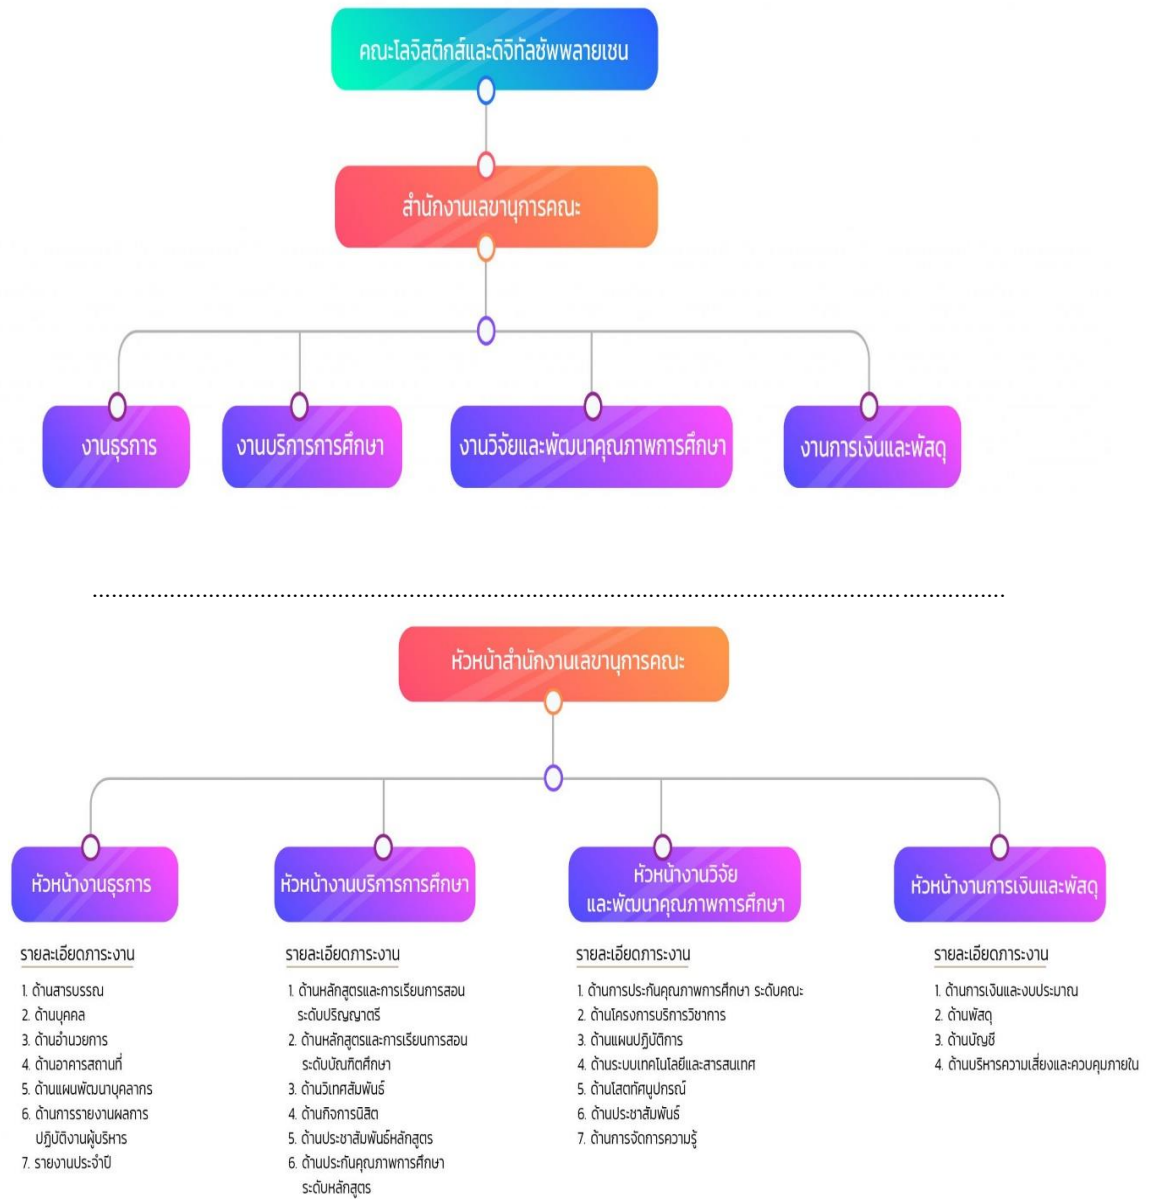 คณะโลจิสติกส์และดิจิทัลซัพพลายเชน
สำนักงานเลขานุการคณะ
งานธุรการ
งานบริการการศึกษา
งานวิจัยและพัฒนาคุณภาพการศึกษา
งานการเงินและพัสดุ
หัวหน้าสำนักงานเลขานุการคณะ
หัวหน้างานธุรการ
รายละเอียดภาระงาน
1. ด้านสารบรรณ
2. ด้านบุคคล
3. ด้านอำนวยการ
4. ด้านอาคารสถานที่
5. ด้านแผนพัฒนาบุคลากร
6. ด้านการรายงานผลการ
ปฏิบัติงานผู้บริหาร
7. รายงานประจำปี
หัวหน้างานบริการการศึกษา
รายละเอียดภาระงาน
1. ด้านหลักสูตรและการเรียนการสอน
ระดับปริญญาตรี
2. ด้านหลักสูตรและการเรียนการสอน
ระดับบัณฑิตศึกษา
3. ด้านวิเทศสัมพันธ์
4. ด้านกิจการนิสิต
5. ด้านประชาสัมพันธ์หลักสูตร
6. ด้านประกันคุณภาพการศึกษา
ระดับหลักสูตร
หัวหน้างานวิจัย
และพัฒนาคุณภาพการศึกษา
รายละเอียดภาระงาน
1. ด้านการประกันคุณภาพการศึกษา ระดับคณะ
2. ด้านโครงการบริการวิชาการ
3. ด้านแผนปฏิบัติการ
4. ด้านระบบเทคโนโลยีและสารสนเทศ
5. ด้านโสตทัศนูปกรณ์
6. ด้านประชาสัมพันธ์
7. ด้านการจัดการความรู้
หัวหน้างานการเงินและพัสดุ
รายละเอียดภาระงาน
1. ด้านการเงินและงบประมาณ
2. ด้านพัสดุ
3. ด้านบัญชี
4. ด้านบริหารความเสี่ยงและควบคุมภายใน